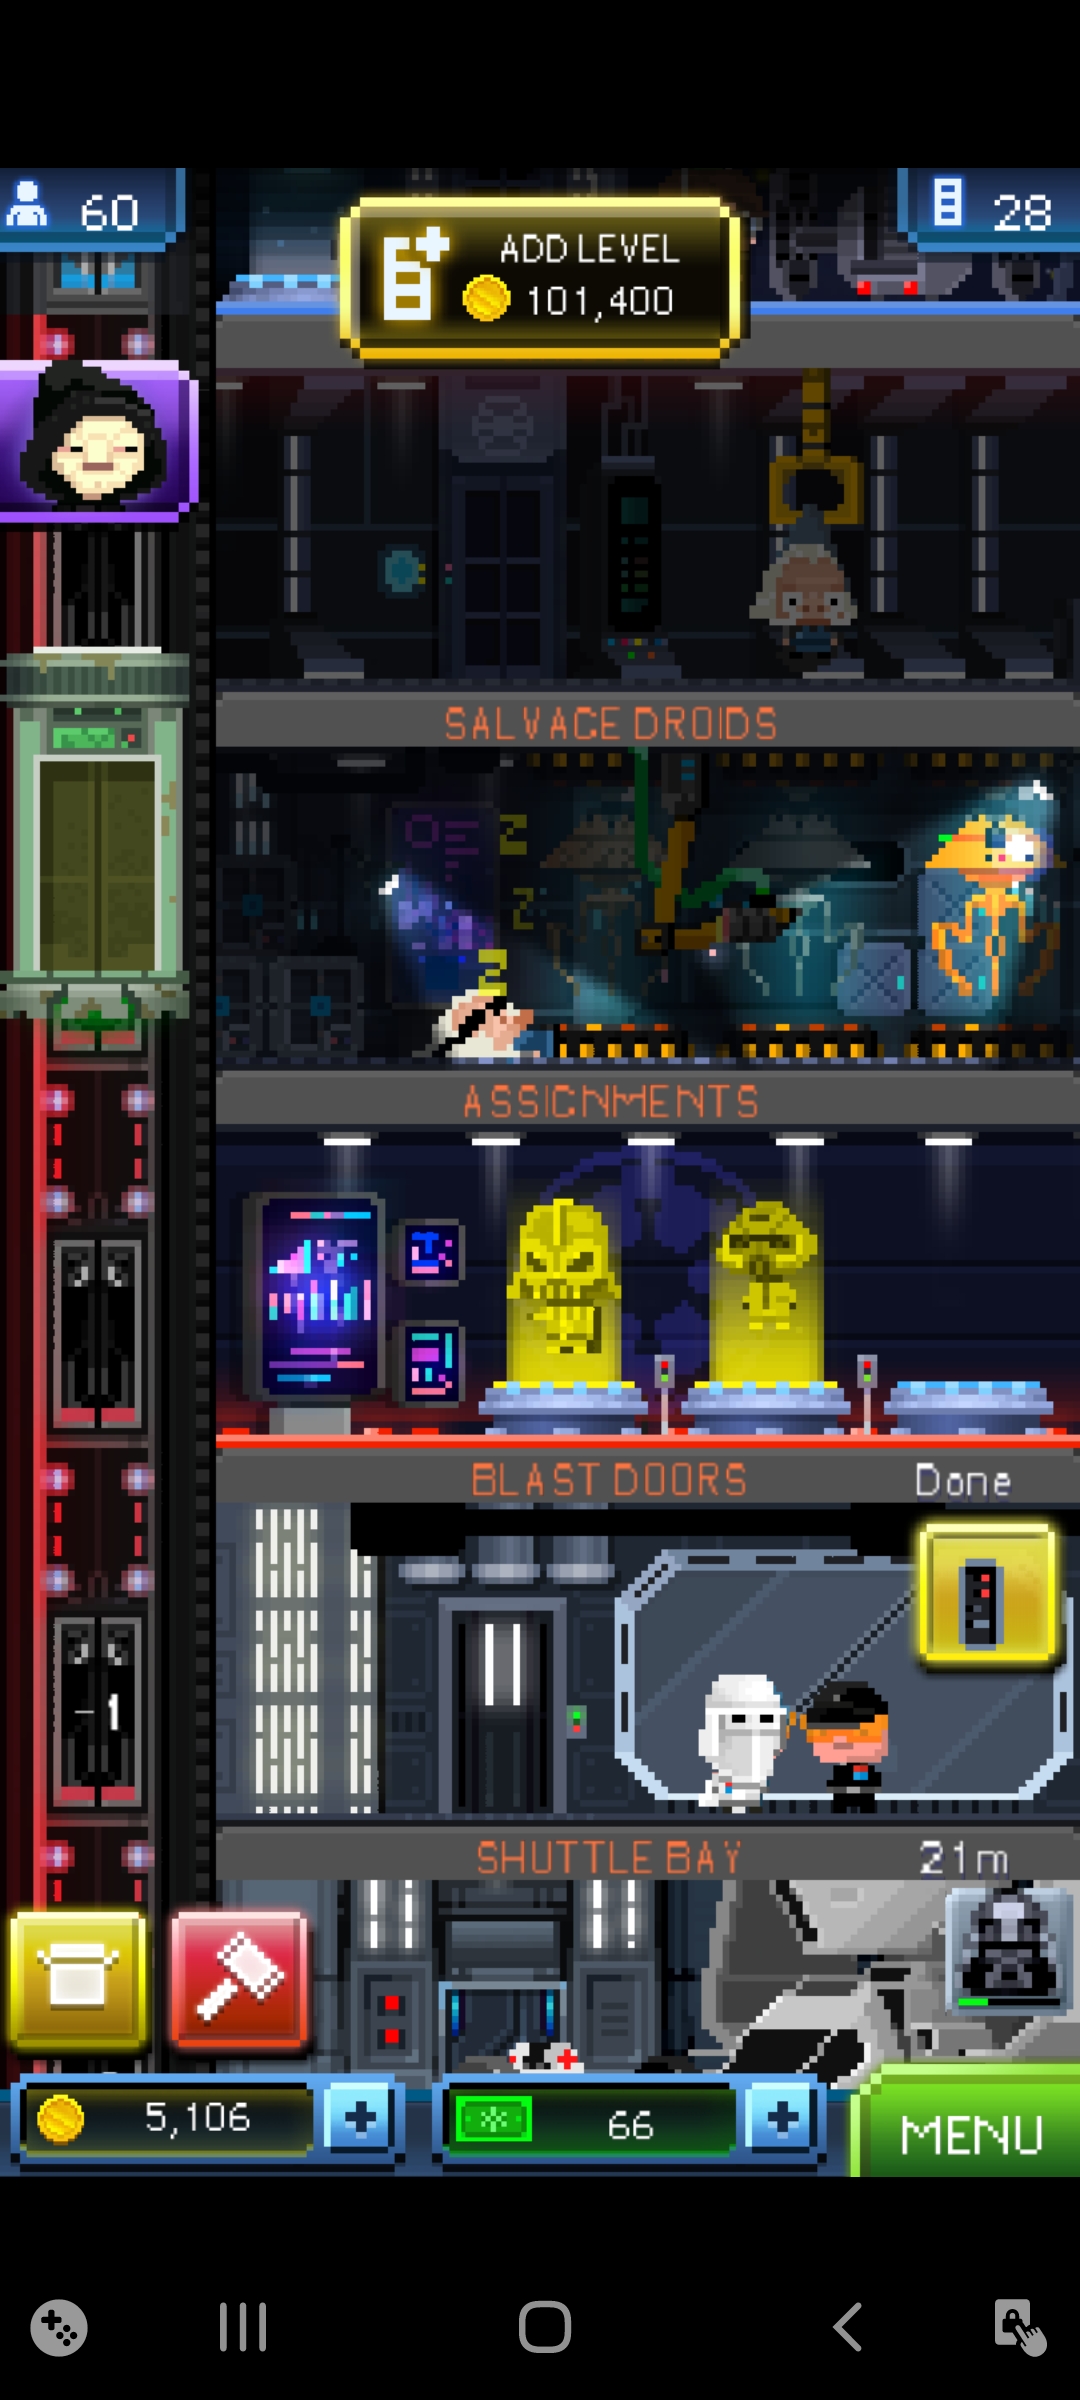 60
28
ADD LEVEL
101,400
SALVAGE DROIDS
Z
Z
Z
ASSIGNMENTS
BLAST DOORS
Done
-1
SHUTTLE BAY
21m
5,106
66
MENU